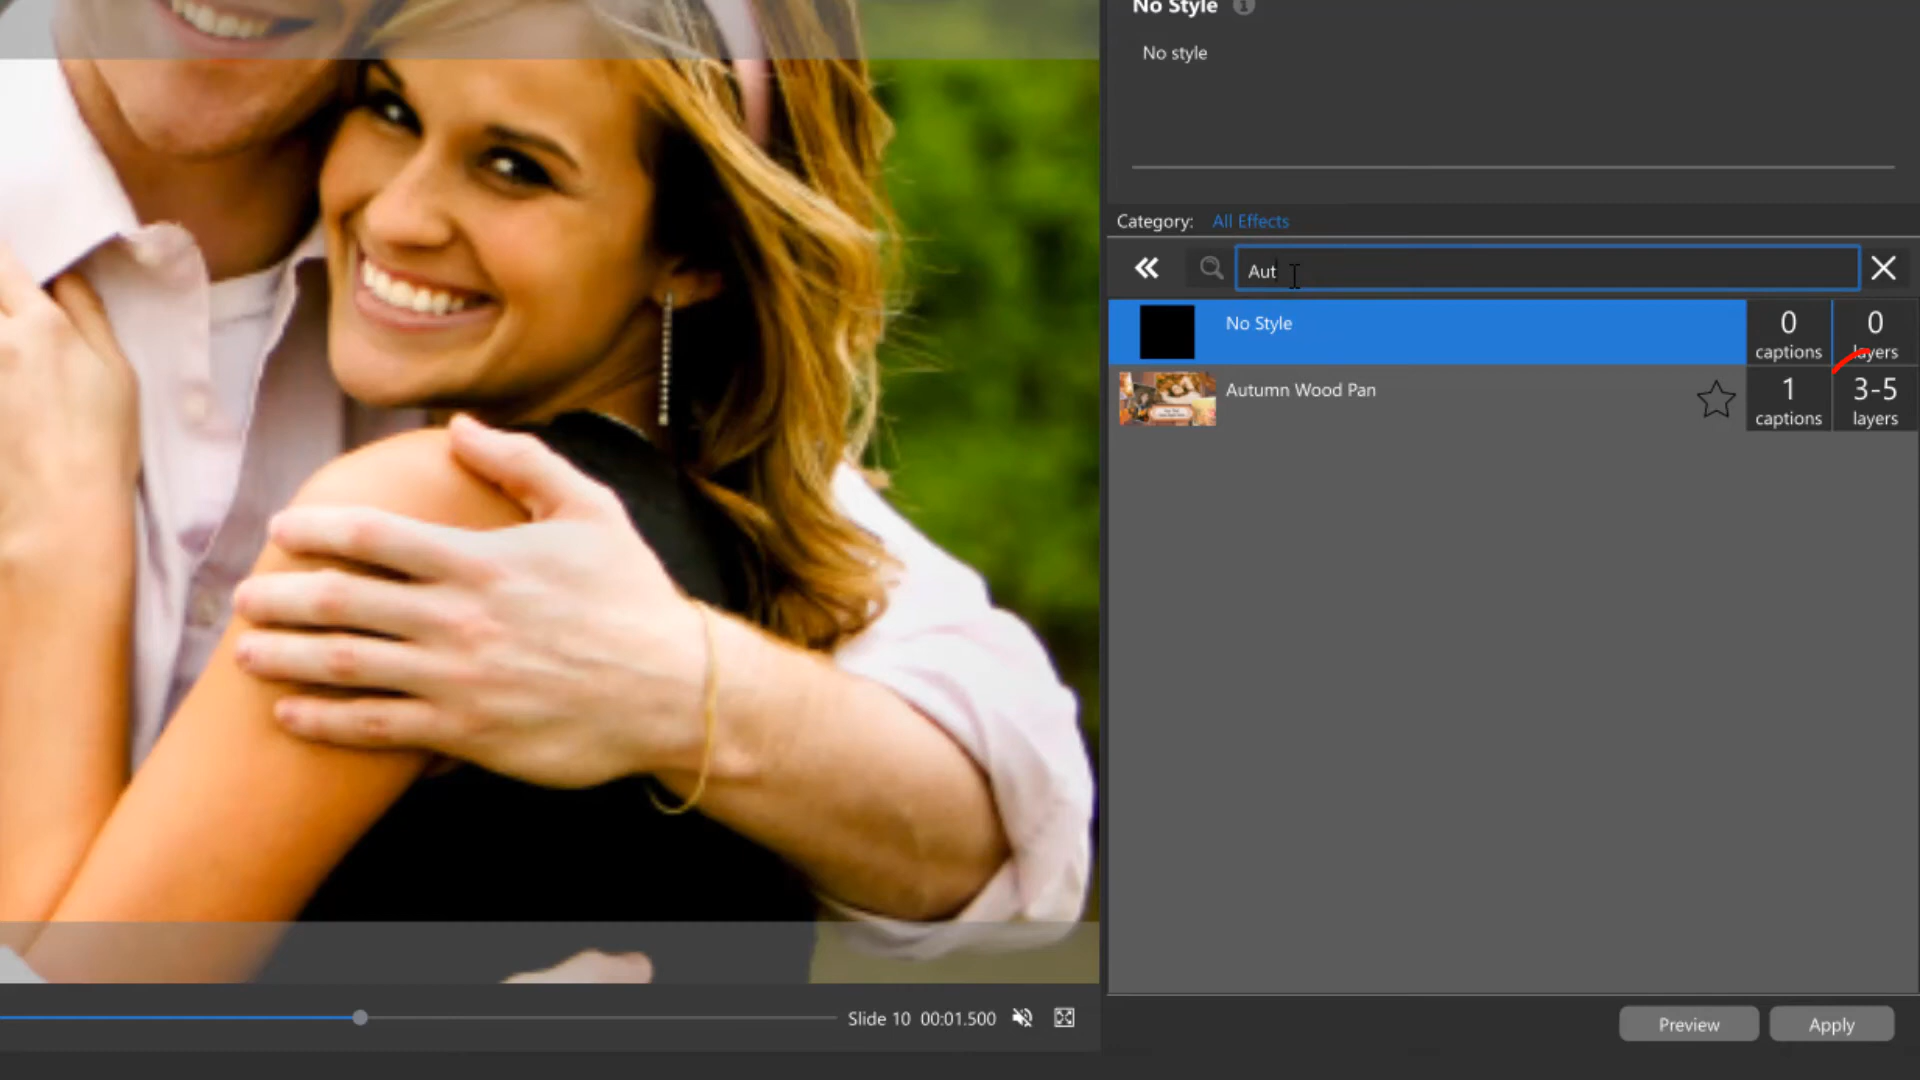 No Style
No style
Category: All Effects
Aut
No Style
0 captions
0 layers
Autumn Wood Pan
1 captions
3-5 layers
Slide 10 00:01.500
Preview
Apply